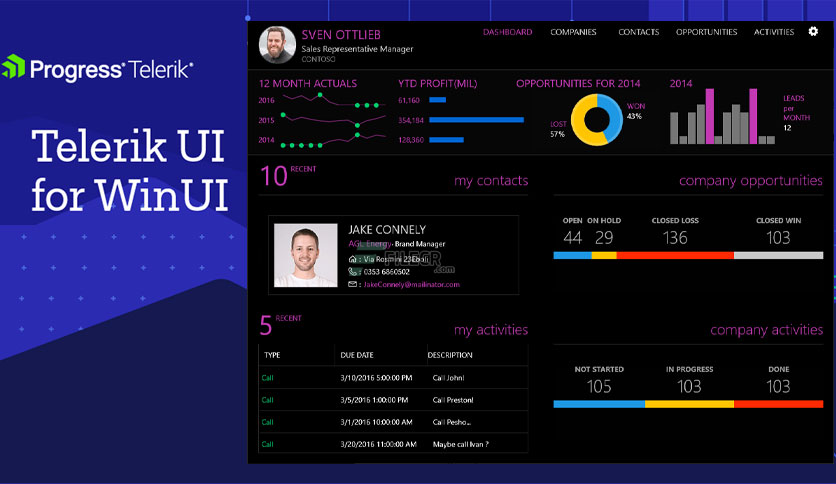 Progress® Telerik®
Telerik UI
for WinUI
SVEN OTTLIEB
Sales Representative Manager
CONTOSO
DASHBOARD COMPANIES CONTACTS OPPORTUNITIES ACTIVITIES
12 MONTH ACTUALS
2016
2015
2014
YTD PROFIT(MIL)
61,160
354,184
128,360
OPPORTUNITIES FOR 2014
LOST
57%
WON
43%
2014
LEADS
per
MONTH
12
10 RECENT
my contacts
JAKE CONNELY
AGL Energy, Brand Manager
: Via Rosmini 23Eboli
: 0353 6860502
: JakeConnely@mailinator.com
FILECR
.com
company opportunities
OPEN ON HOLD CLOSED LOSS CLOSED WIN
44 29 136 103
5 RECENT
my activities
TYPE DUE DATE DESCRIPTION
Call 3/10/2016 5:00:00 PM Call John!
Call 3/5/2016 1:00:00 PM Call Preston!
Call 3/1/2016 10:00:00 AM Call Pesho...
Call 3/20/2016 11:00:00 AM Maybe call Ivan ?
company activities
NOT STARTED IN PROGRESS DONE
105 103 103